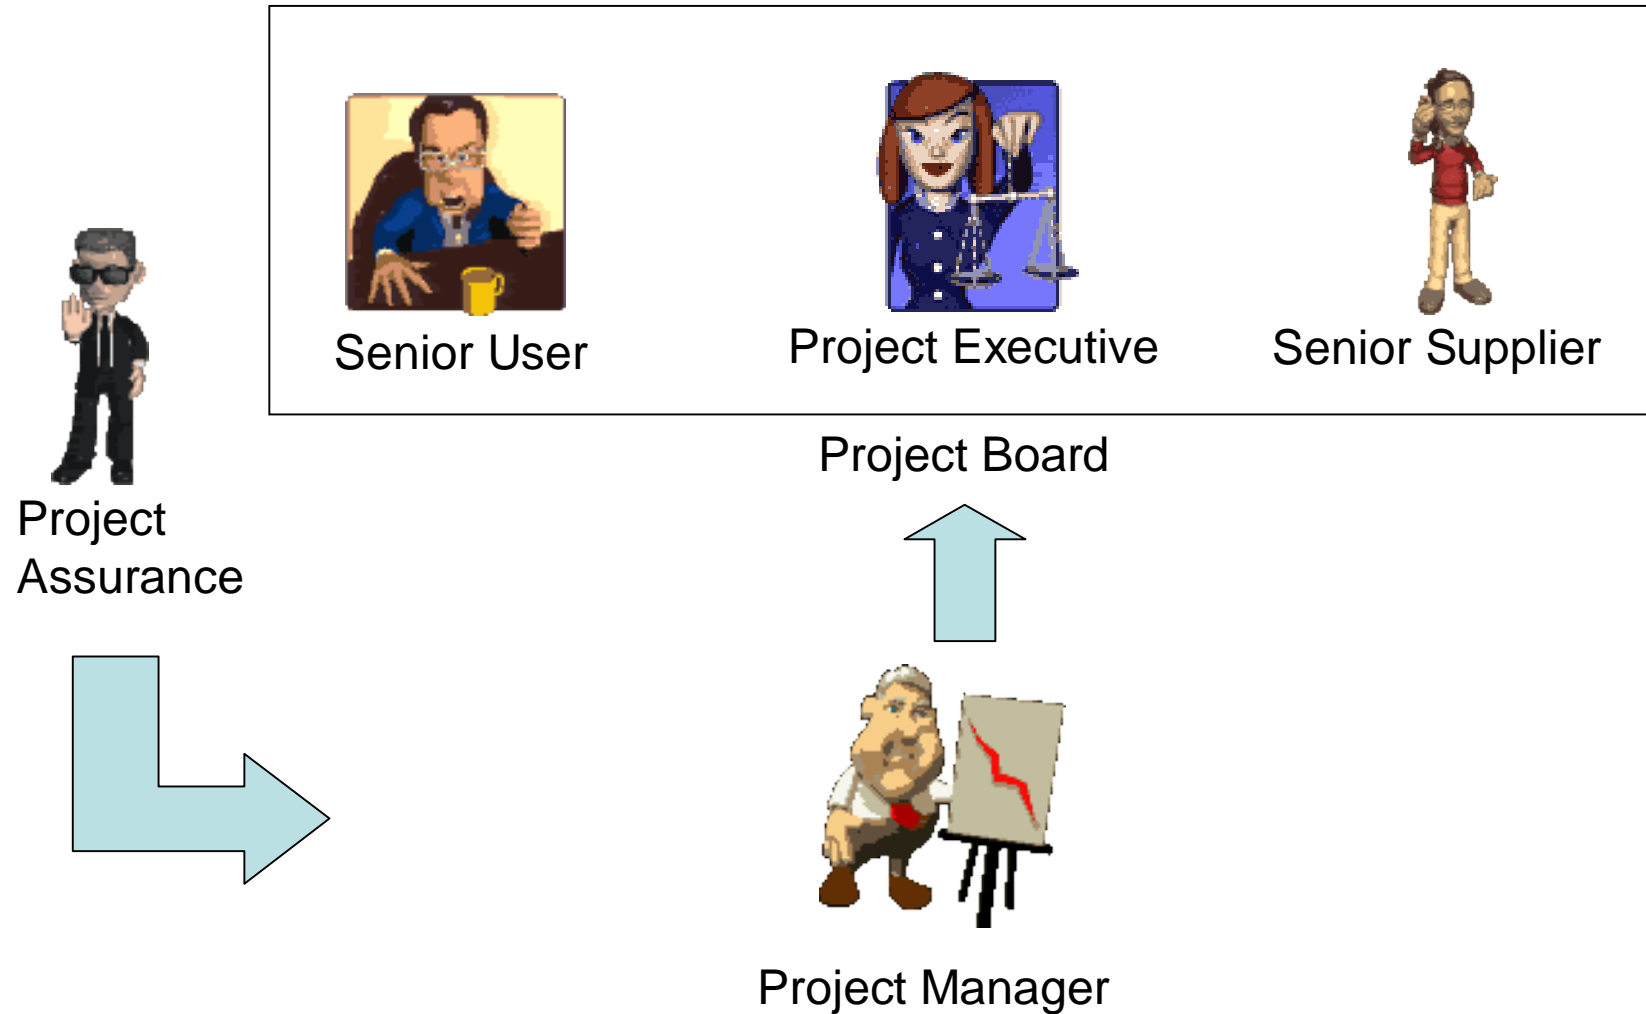 Senior User
Project Executive
Senior Supplier
Project Board
Project
Assurance
Project Manager